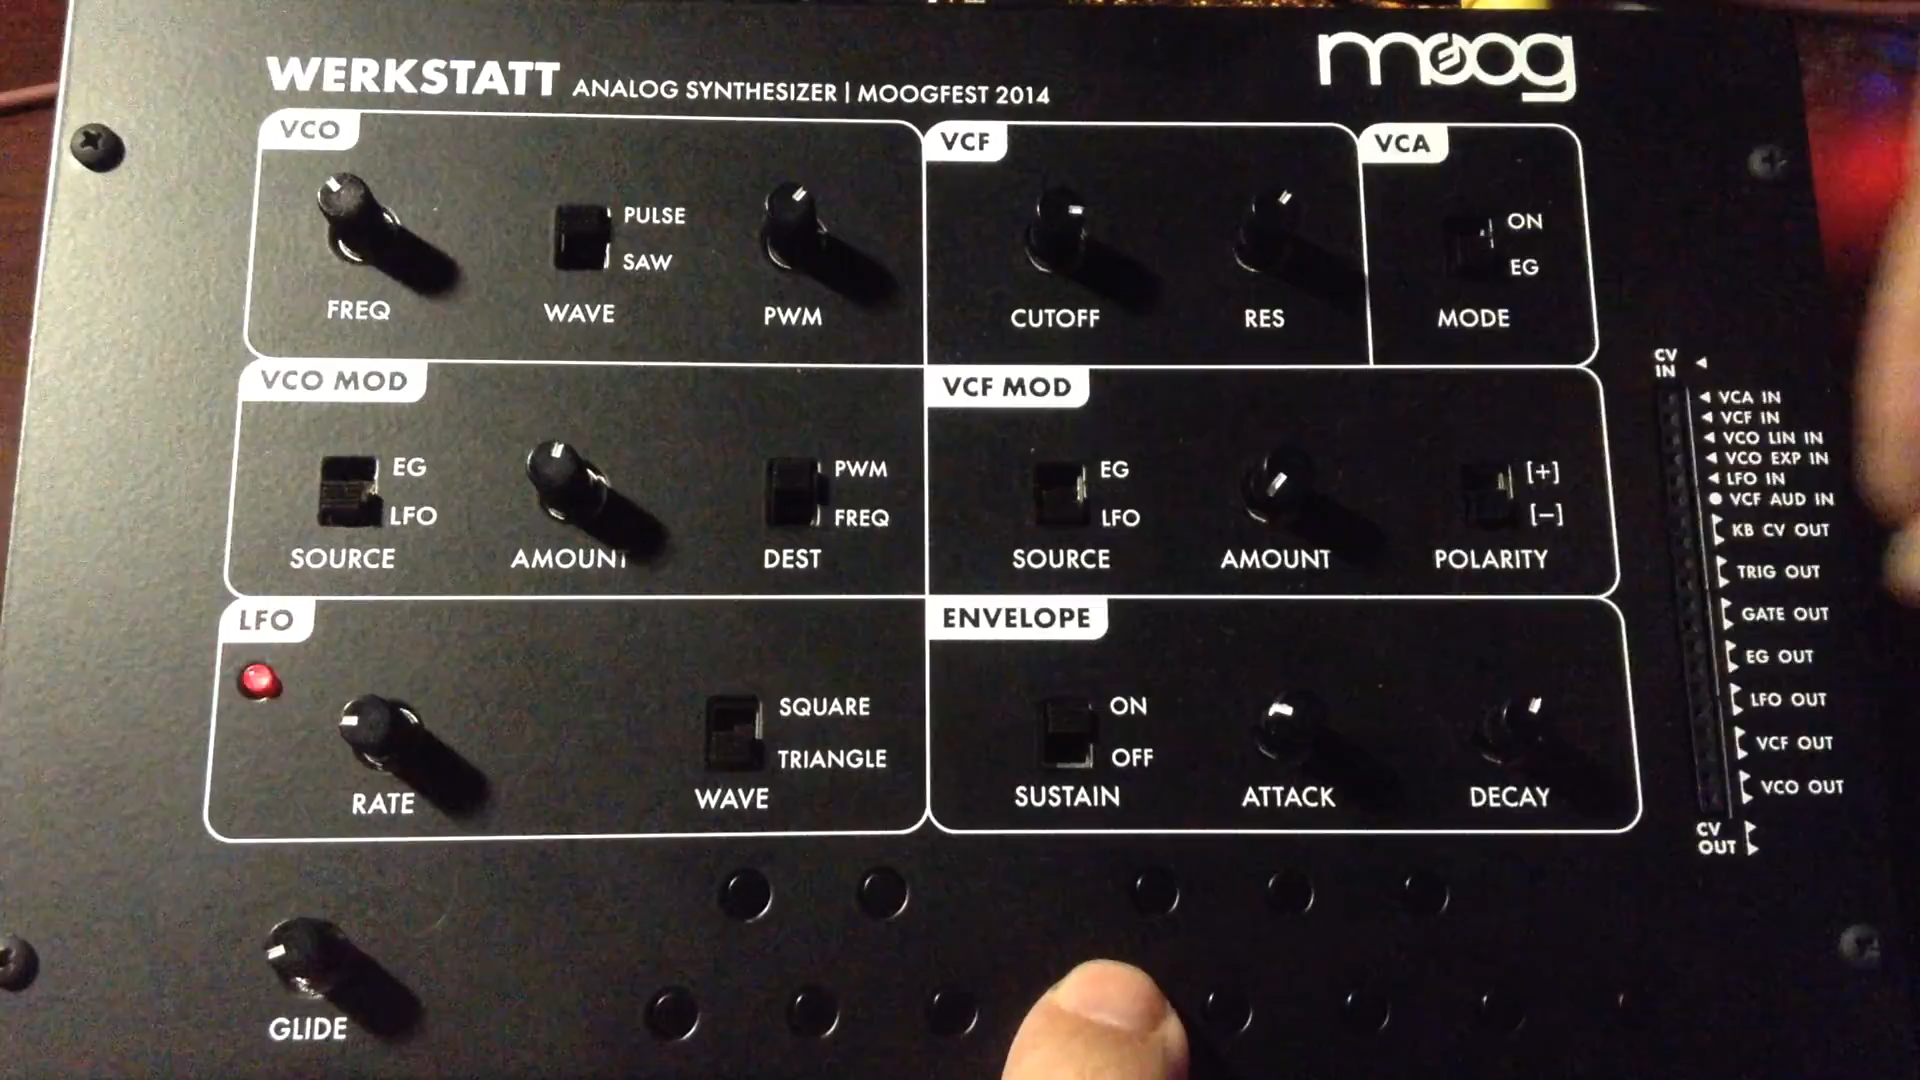 WERKSTATT ANALOG SYNTHESIZER | MOOGFEST 2014
moog
VCO
PULSE
SAW
FREQ
WAVE
PWM
VCF
CUTOFF
RES
VCA
ON
EG
MODE
VCO MOD
EG
LFO
SOURCE
AMOUNT
PWM
FREQ
DEST
VCF MOD
EG
LFO
SOURCE
AMOUNT
[+]
[–]
POLARITY
LFO
RATE
SQUARE
TRIANGLE
WAVE
ENVELOPE
ON
OFF
SUSTAIN
ATTACK
DECAY
GLIDE
CV
IN
VCA IN
VCF IN
VCO LIN IN
VCO EXP IN
LFO IN
VCF AUD IN
KB CV OUT
TRIG OUT
GATE OUT
EG OUT
LFO OUT
VCF OUT
VCO OUT
CV
OUT